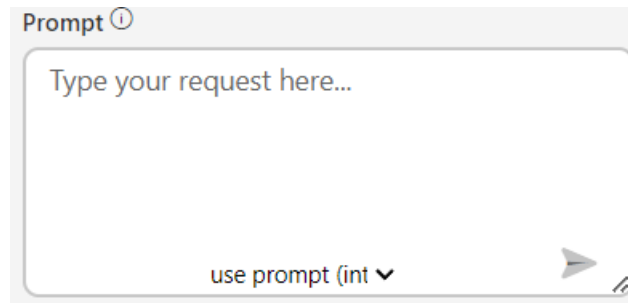 Prompt ⓘ
Type your request here...
use prompt (int